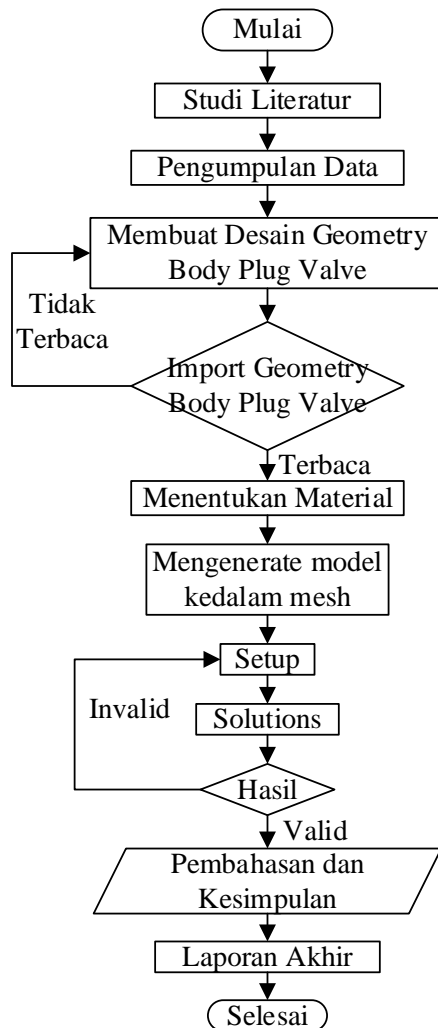 Mulai
Studi Literatur
Pengumpulan Data
Membuat Desain Geometry
Body Plug Valve
Tidak
Terbaca
Import Geometry
Body Plug Valve
Terbaca
Menentukan Material
Mengenerate model
kedalam mesh
Setup
Invalid
Solutions
Hasil
Valid
Pembahasan dan
Kesimpulan
Laporan Akhir
Selesai